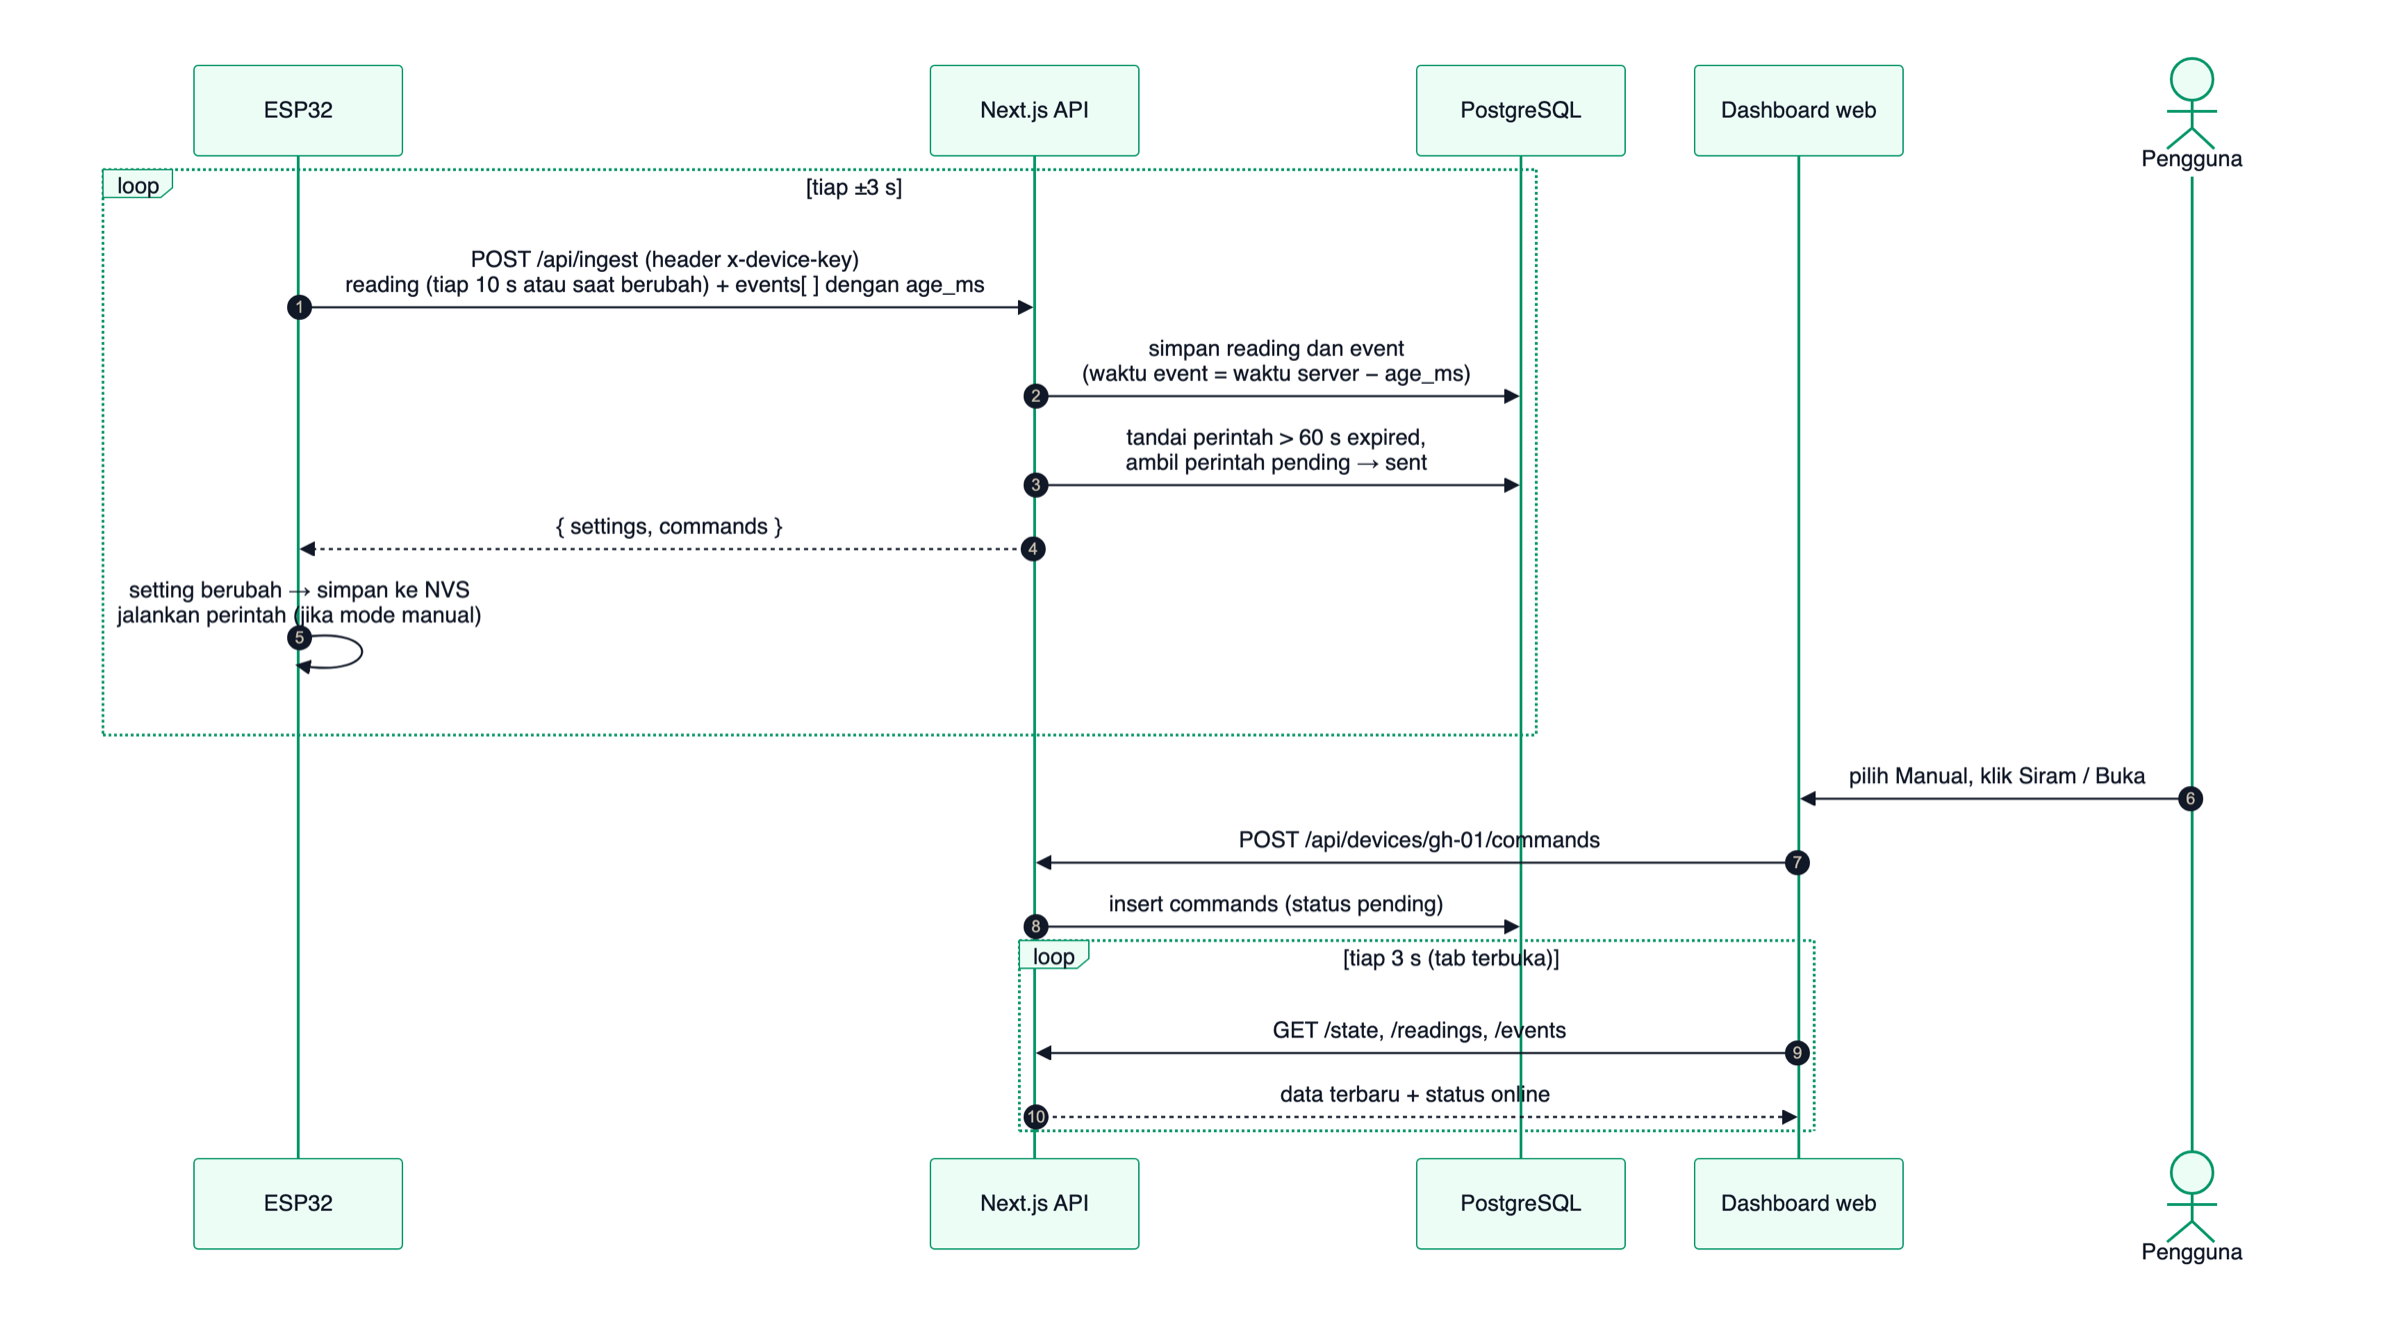 ESP32
Next.js API
PostgreSQL
Dashboard web
Pengguna
loop
[tiap ±3 s]
POST /api/ingest (header x-device-key)
reading (tiap 10 s atau saat berubah) + events[ ] dengan age_ms
1
simpan reading dan event
(waktu event = waktu server – age_ms)
2
tandai perintah > 60 s expired,
ambil perintah pending → sent
3
{ settings, commands }
4
setting berubah → simpan ke NVS
jalankan perintah (jika mode manual)
5
pilih Manual, klik Siram / Buka
6
POST /api/devices/gh-01/commands
7
insert commands (status pending)
8
loop
[tiap 3 s (tab terbuka)]
GET /state, /readings, /events
9
data terbaru + status online
10
ESP32
Next.js API
PostgreSQL
Dashboard web
Pengguna